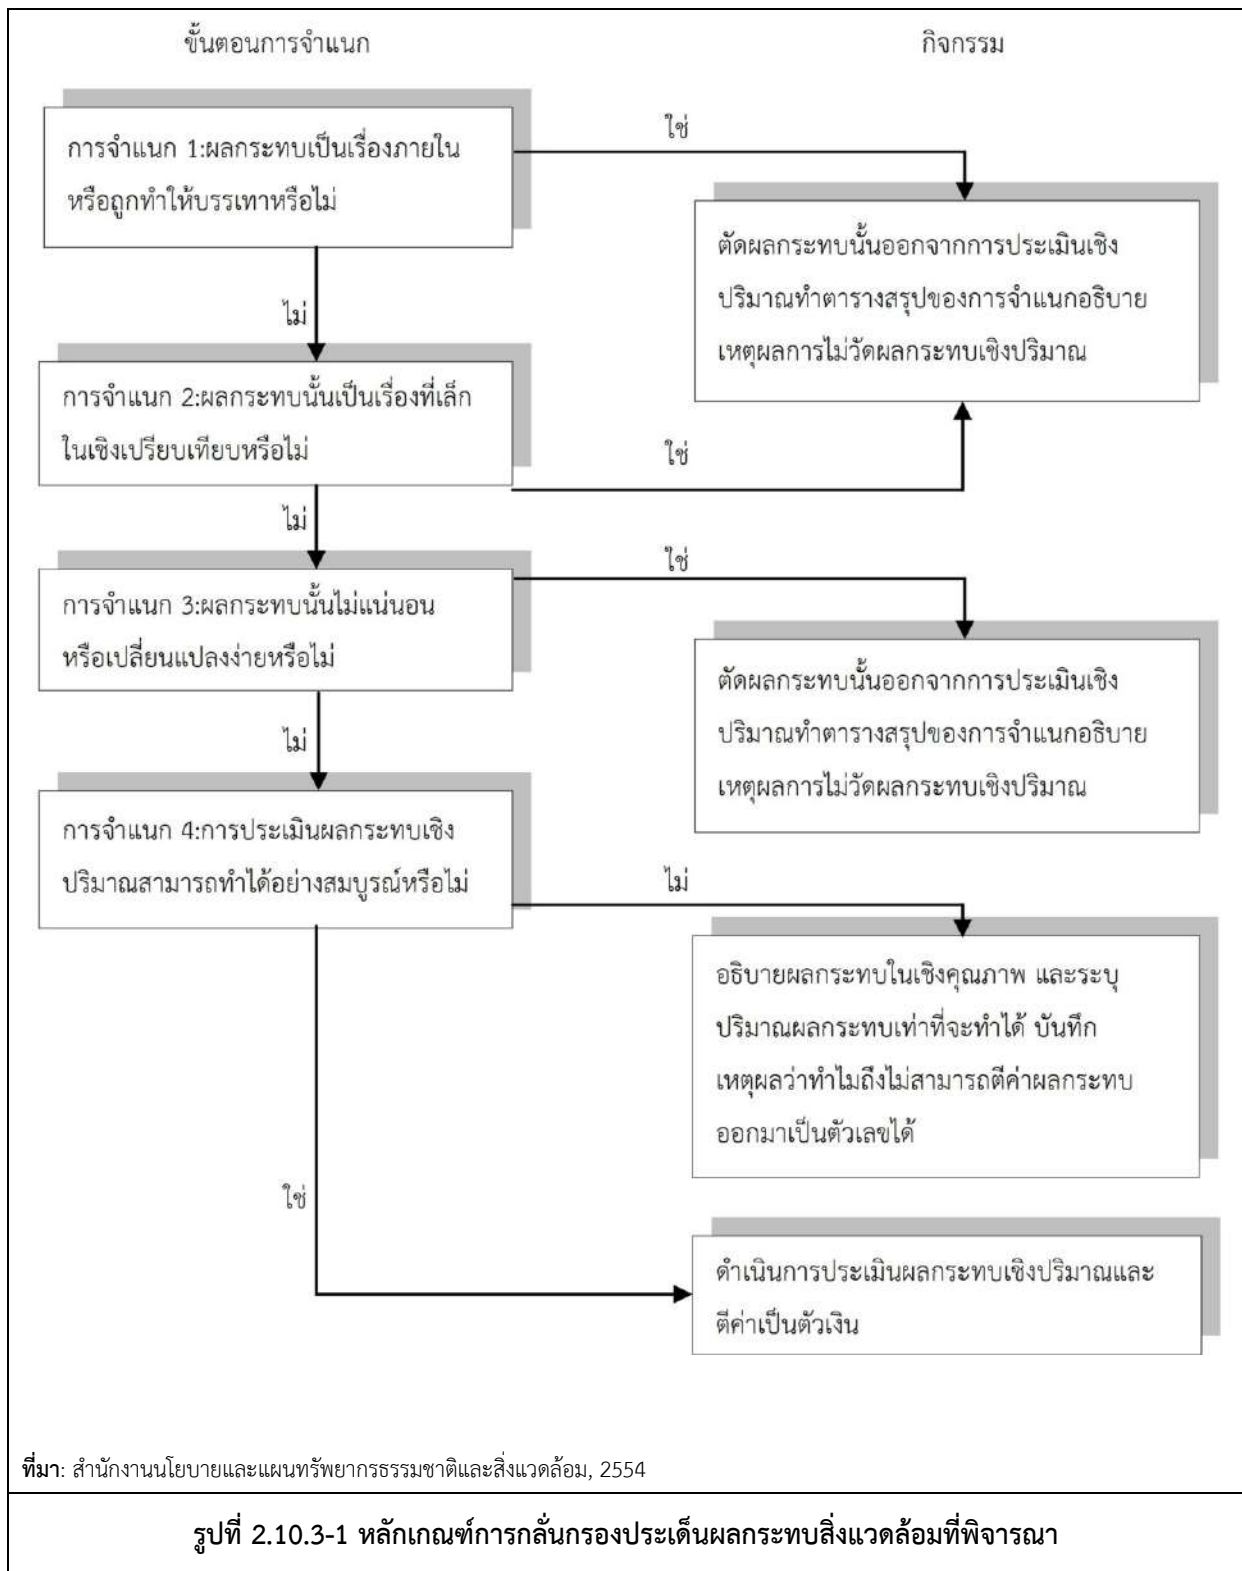 ขั้นตอนการจำแนก
กิจกรรม
การจำแนก 1:ผลกระทบเป็นเรื่องภายใน
หรือถูกทำให้บรรเทาหรือไม่
ใช่
ตัดผลกระทบนั้นออกจากการประเมินเชิง
ปริมาณทำตารางสรุปของการจำแนกอธิบาย
เหตุผลการไม่วัดผลกระทบเชิงปริมาณ
ไม่
การจำแนก 2:ผลกระทบนั้นเป็นเรื่องที่เล็ก
ในเชิงเปรียบเทียบหรือไม่
ใช่
ไม่
การจำแนก 3:ผลกระทบนั้นไม่แน่นอน
หรือเปลี่ยนแปลงง่ายหรือไม่
ใช่
ตัดผลกระทบนั้นออกจากการประเมินเชิง
ปริมาณทำตารางสรุปของการจำแนกอธิบาย
เหตุผลการไม่วัดผลกระทบเชิงปริมาณ
ไม่
การจำแนก 4:การประเมินผลกระทบเชิง
ปริมาณสามารถทำได้อย่างสมบูรณ์หรือไม่
ไม่
อธิบายผลกระทบในเชิงคุณภาพ และระบุ
ปริมาณผลกระทบเท่าที่จะทำได้ บันทึก
เหตุผลว่าทำไมถึงไม่สามารถตีค่าผลกระทบ
ออกมาเป็นตัวเลขได้
ใช่
ดำเนินการประเมินผลกระทบเชิงปริมาณและ
ตีค่าเป็นตัวเงิน
ที่มา: สำนักงานนโยบายและแผนทรัพยากรธรรมชาติและสิ่งแวดล้อม, 2554
รูปที่ 2.10.3-1 หลักเกณฑ์การกลั่นกรองประเด็นผลกระทบสิ่งแวดล้อมที่พิจารณา